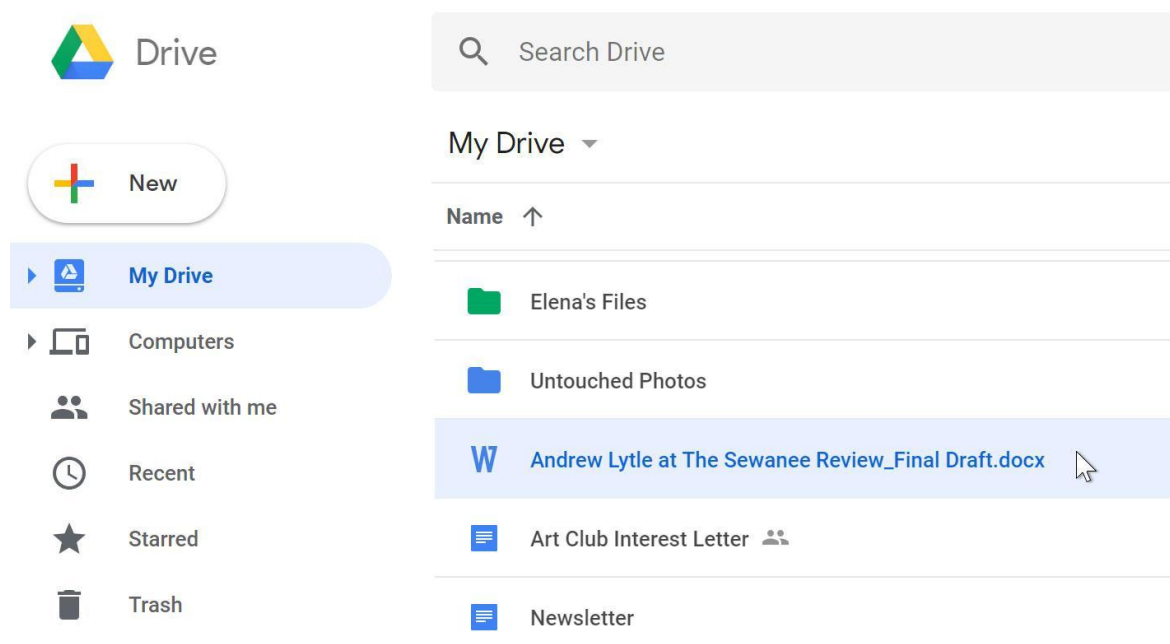 Drive
Search Drive
My Drive
New
Name
My Drive
Elena's Files
Computers
Untouched Photos
Shared with me
W Andrew Lytle at The Sewanee Review_Final Draft.docx
Recent
Starred
Art Club Interest Letter
Trash
Newsletter